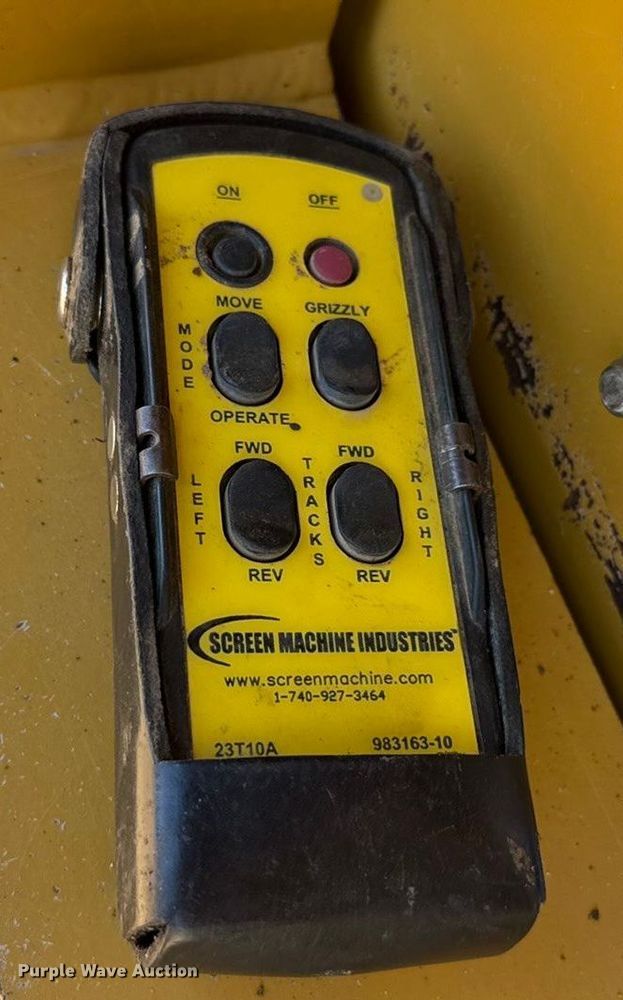 ON OFF
MOVE GRIZZLY
MODE
OPERATE
FWD FWD
LEFT TRACKS RIGHT
REV REV
SCREEN MACHINE INDUSTRIES™
www.screenmachine.com
1-740-927-3464
23T10A 983163-10
Purple Wave Auction